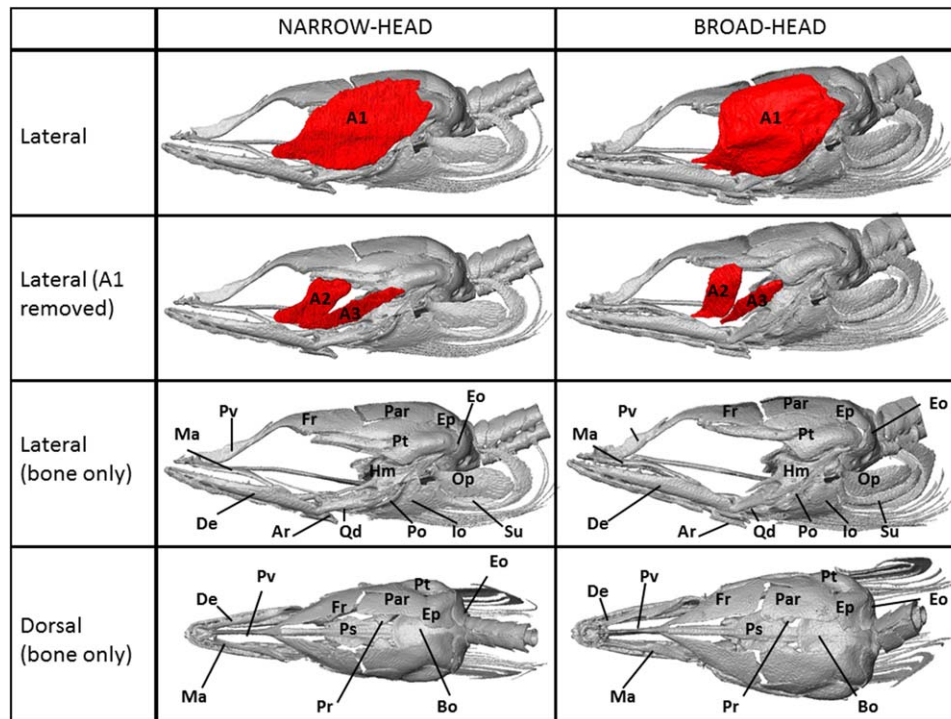 NARROW-HEAD BROAD-HEAD
Lateral A1 A1
Lateral (A1
removed)
A2 A3 A2 A3
Lateral
(bone only)
Pv Fr Par Ep Eo
Ma Pt
Hm Op
De
Ar Qd Po Io Su
Pv Fr Par Ep Eo
Ma Pt
Hm Op
De
Ar Qd Po Io Su
Dorsal
(bone only)
De Pv Fr Par Pt Eo
Ps Ep
Ma Pr Bo
De Pv Fr Par Pt Eo
Ps Ep
Ma Pr Bo